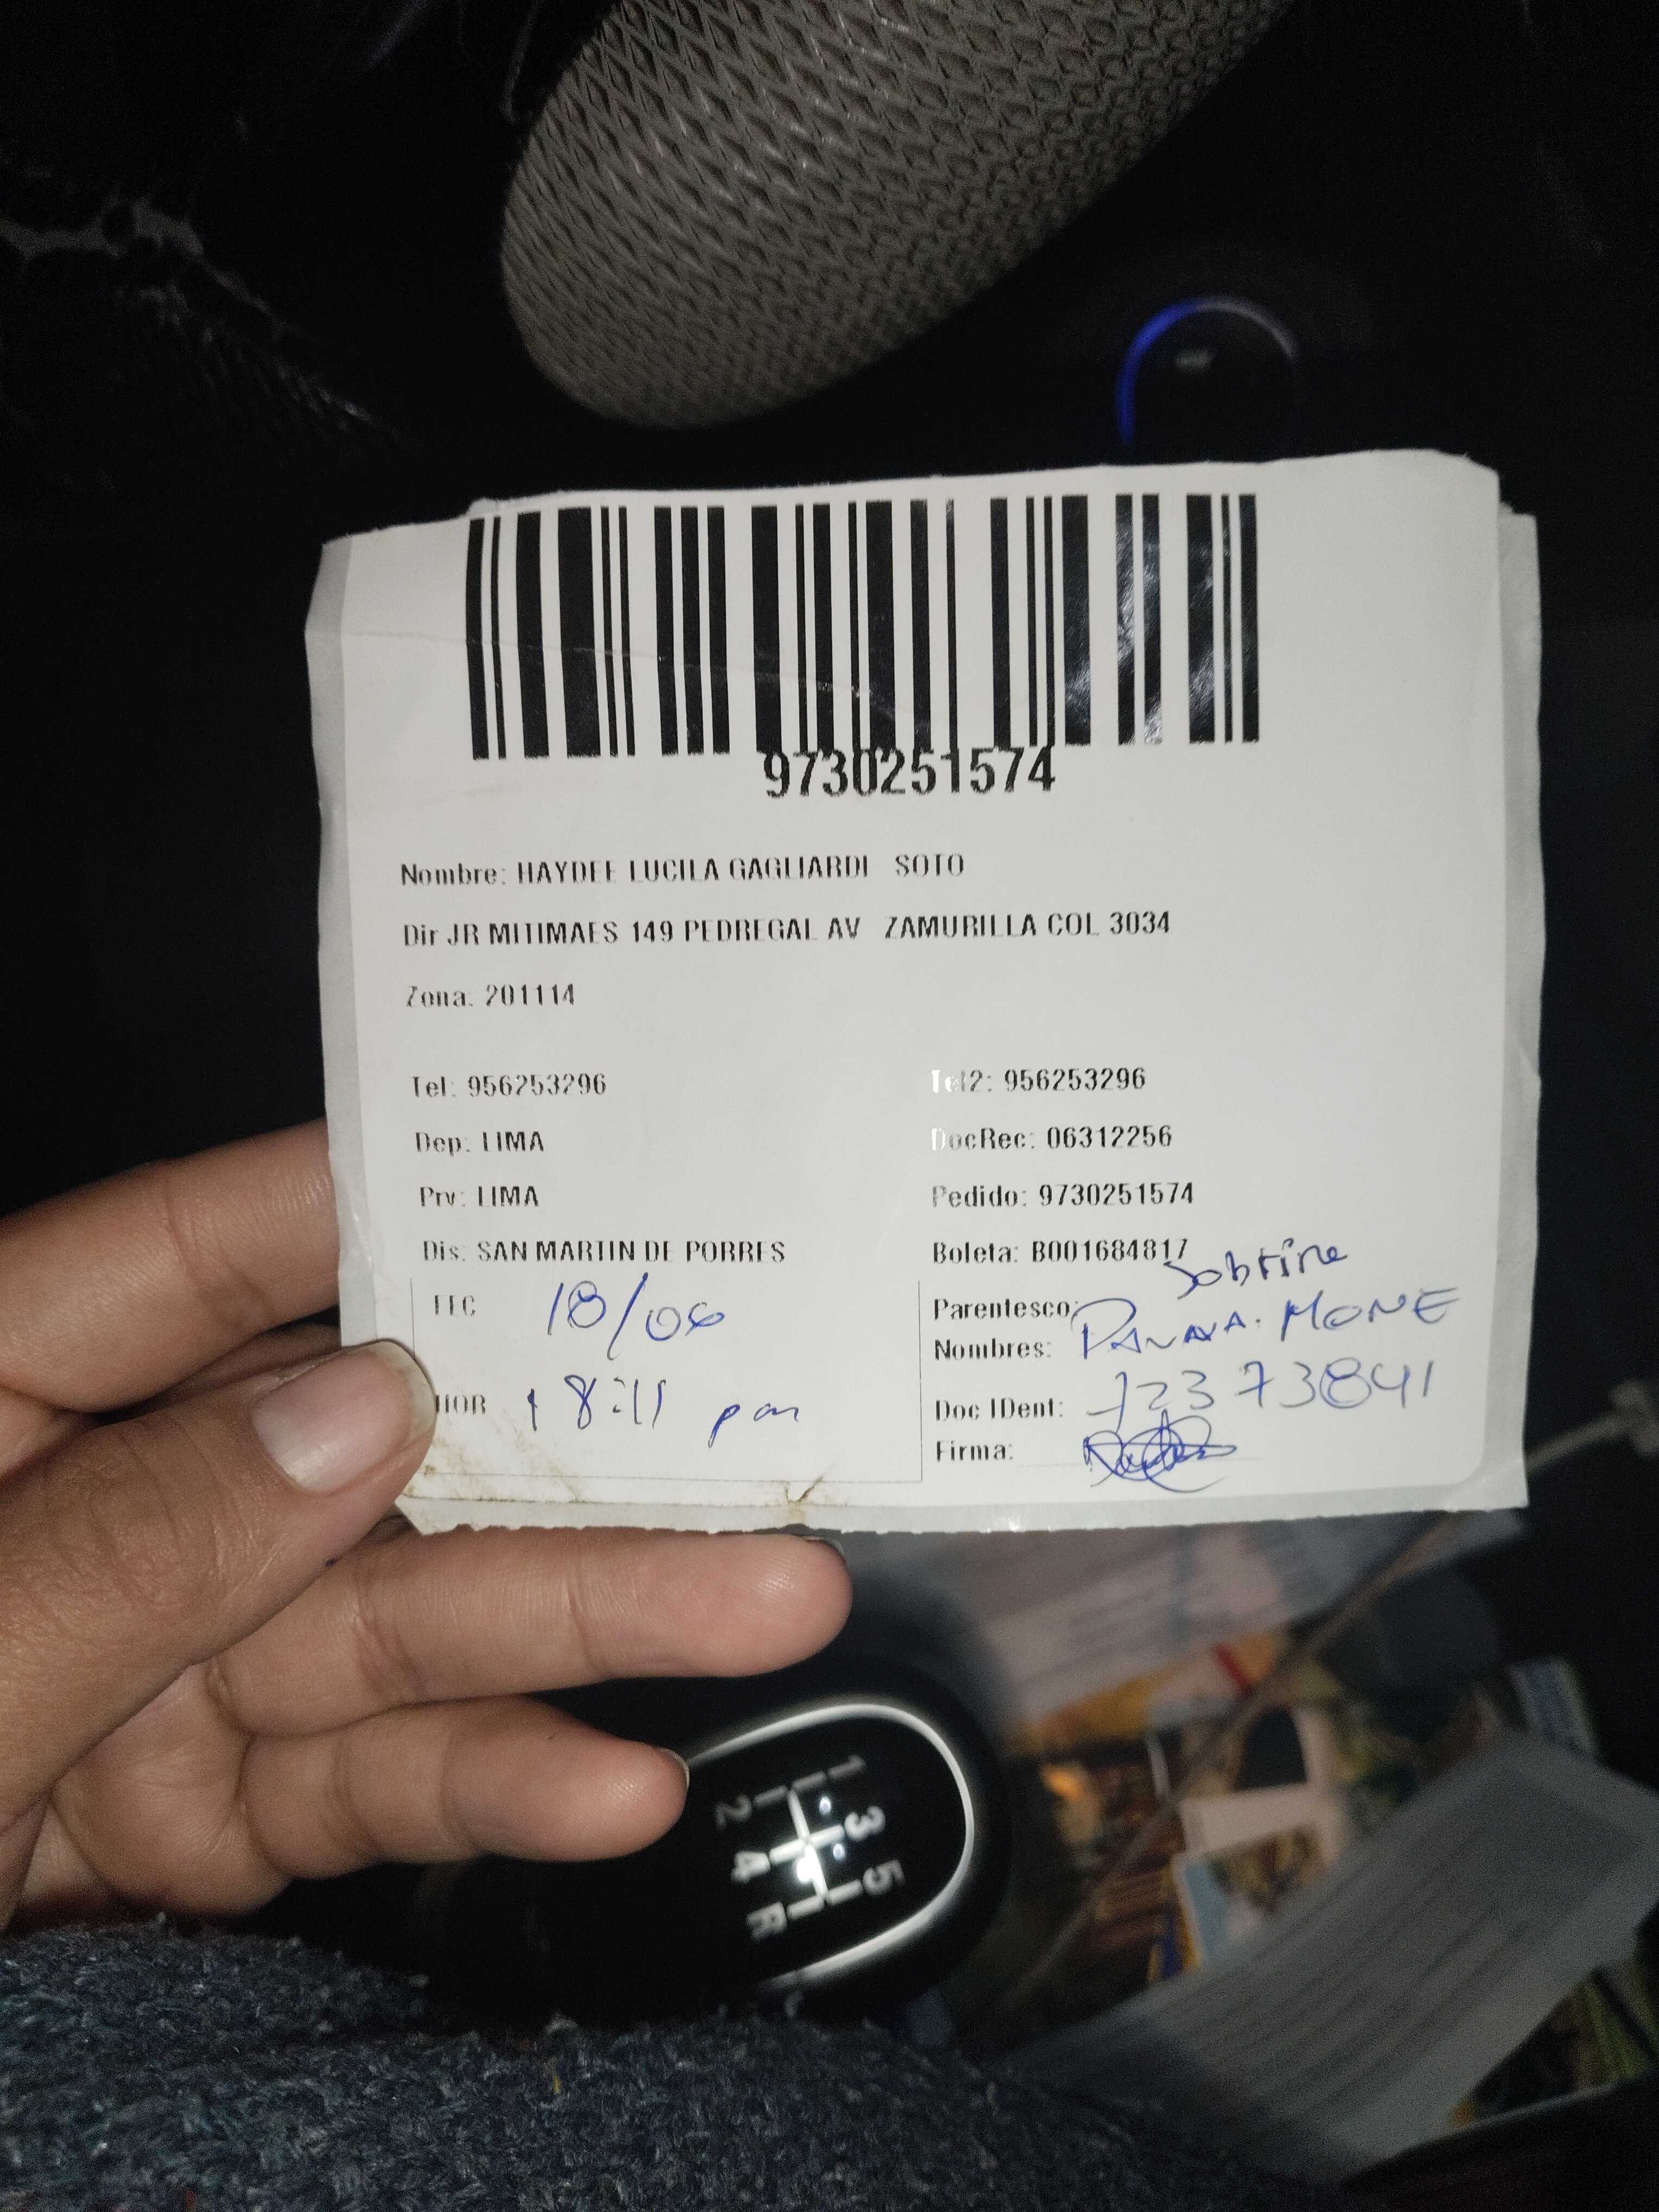 9730251574
Nombre: HAYDEE LUCILA GAGLIARDI SOTO
Dir JR MITIMAES 149 PEDREGAL AV ZAMURILLA COL 3034
Zona: 201114
Tel: 956253296 Tel2: 956253296
Dep: LIMA DocRec: 06312256
Prv: LIMA Pedido: 9730251574
Dis: SAN MARTIN DE PORRES Boleta: B001684817
FEC 18/06 Parentesco: Sobrina
Nombres: MONE
HOR 8:11 pm Doc IDent: 72373841
Firma:
1 3 5
2 4 R